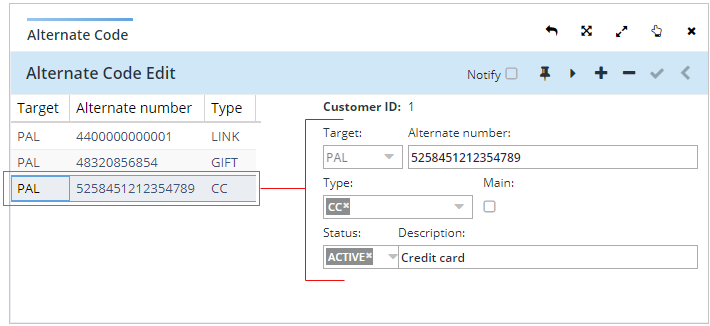 Alternate Code
Alternate Code Edit
Notify
Target Alternate number Type
PAL 4400000000001 LINK
PAL 48320856854 GIFT
PAL 5258451212354789 CC
Customer ID: 1
Target: Alternate number:
PAL 5258451212354789
Type: Main:
CC
Status: Description:
ACTIVE Credit card